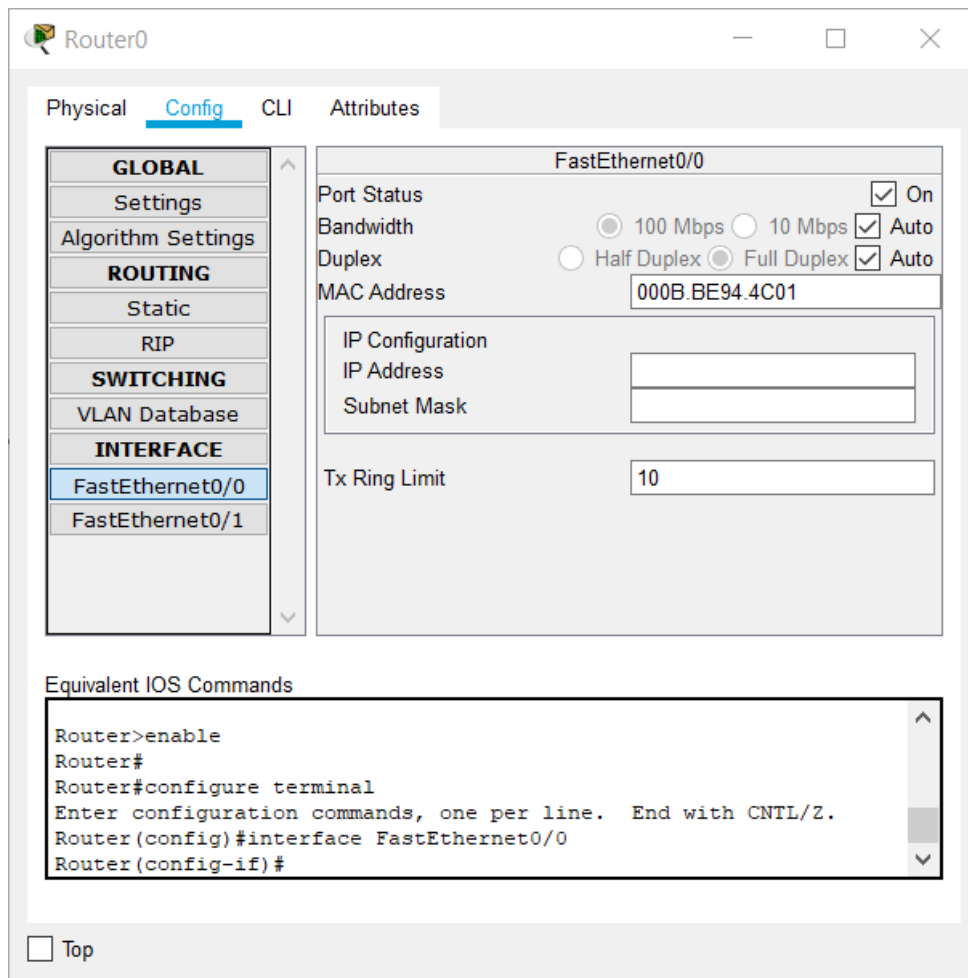 Router0
Physical Config CLI Attributes
GLOBAL
Settings
Algorithm Settings
ROUTING
Static
RIP
SWITCHING
VLAN Database
INTERFACE
FastEthernet0/0
FastEthernet0/1
FastEthernet0/0
Port Status On
Bandwidth 100 Mbps 10 Mbps Auto
Duplex Half Duplex Full Duplex Auto
MAC Address 000B.BE94.4C01
IP Configuration
IP Address
Subnet Mask
Tx Ring Limit 10
Equivalent IOS Commands
Router>enable
Router#
Router#configure terminal
Enter configuration commands, one per line.  End with CNTL/Z.
Router(config)#interface FastEthernet0/0
Router(config-if)#
Top